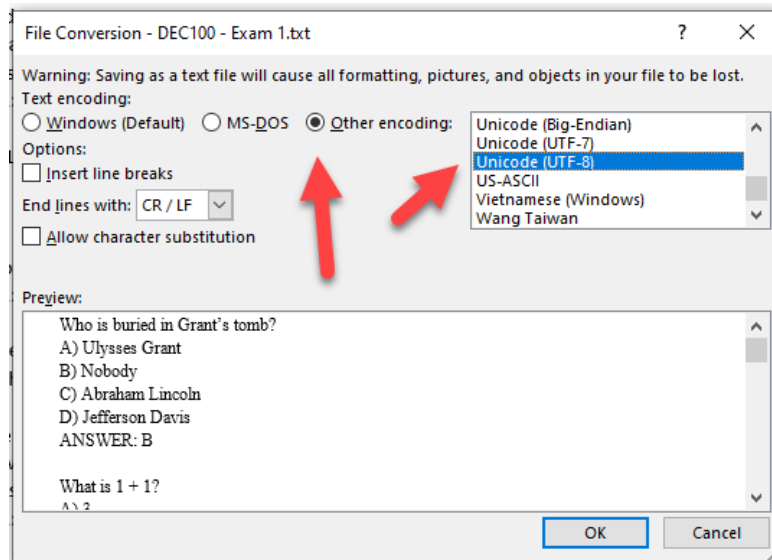 File Conversion - DEC100 - Exam 1.txt ?
Warning: Saving as a text file will cause all formatting, pictures, and objects in your file to be lost.
Text encoding:
Windows (Default) MS-DOS Other encoding:
Unicode (Big-Endian)
Unicode (UTF-7)
Unicode (UTF-8)
US-ASCII
Vietnamese (Windows)
Wang Taiwan
Options:
Insert line breaks
End lines with: CR / LF
Allow character substitution
Preview:
Who is buried in Grant's tomb?
A) Ulysses Grant
B) Nobody
C) Abraham Lincoln
D) Jefferson Davis
ANSWER: B
What is 1 + 1?
OK Cancel